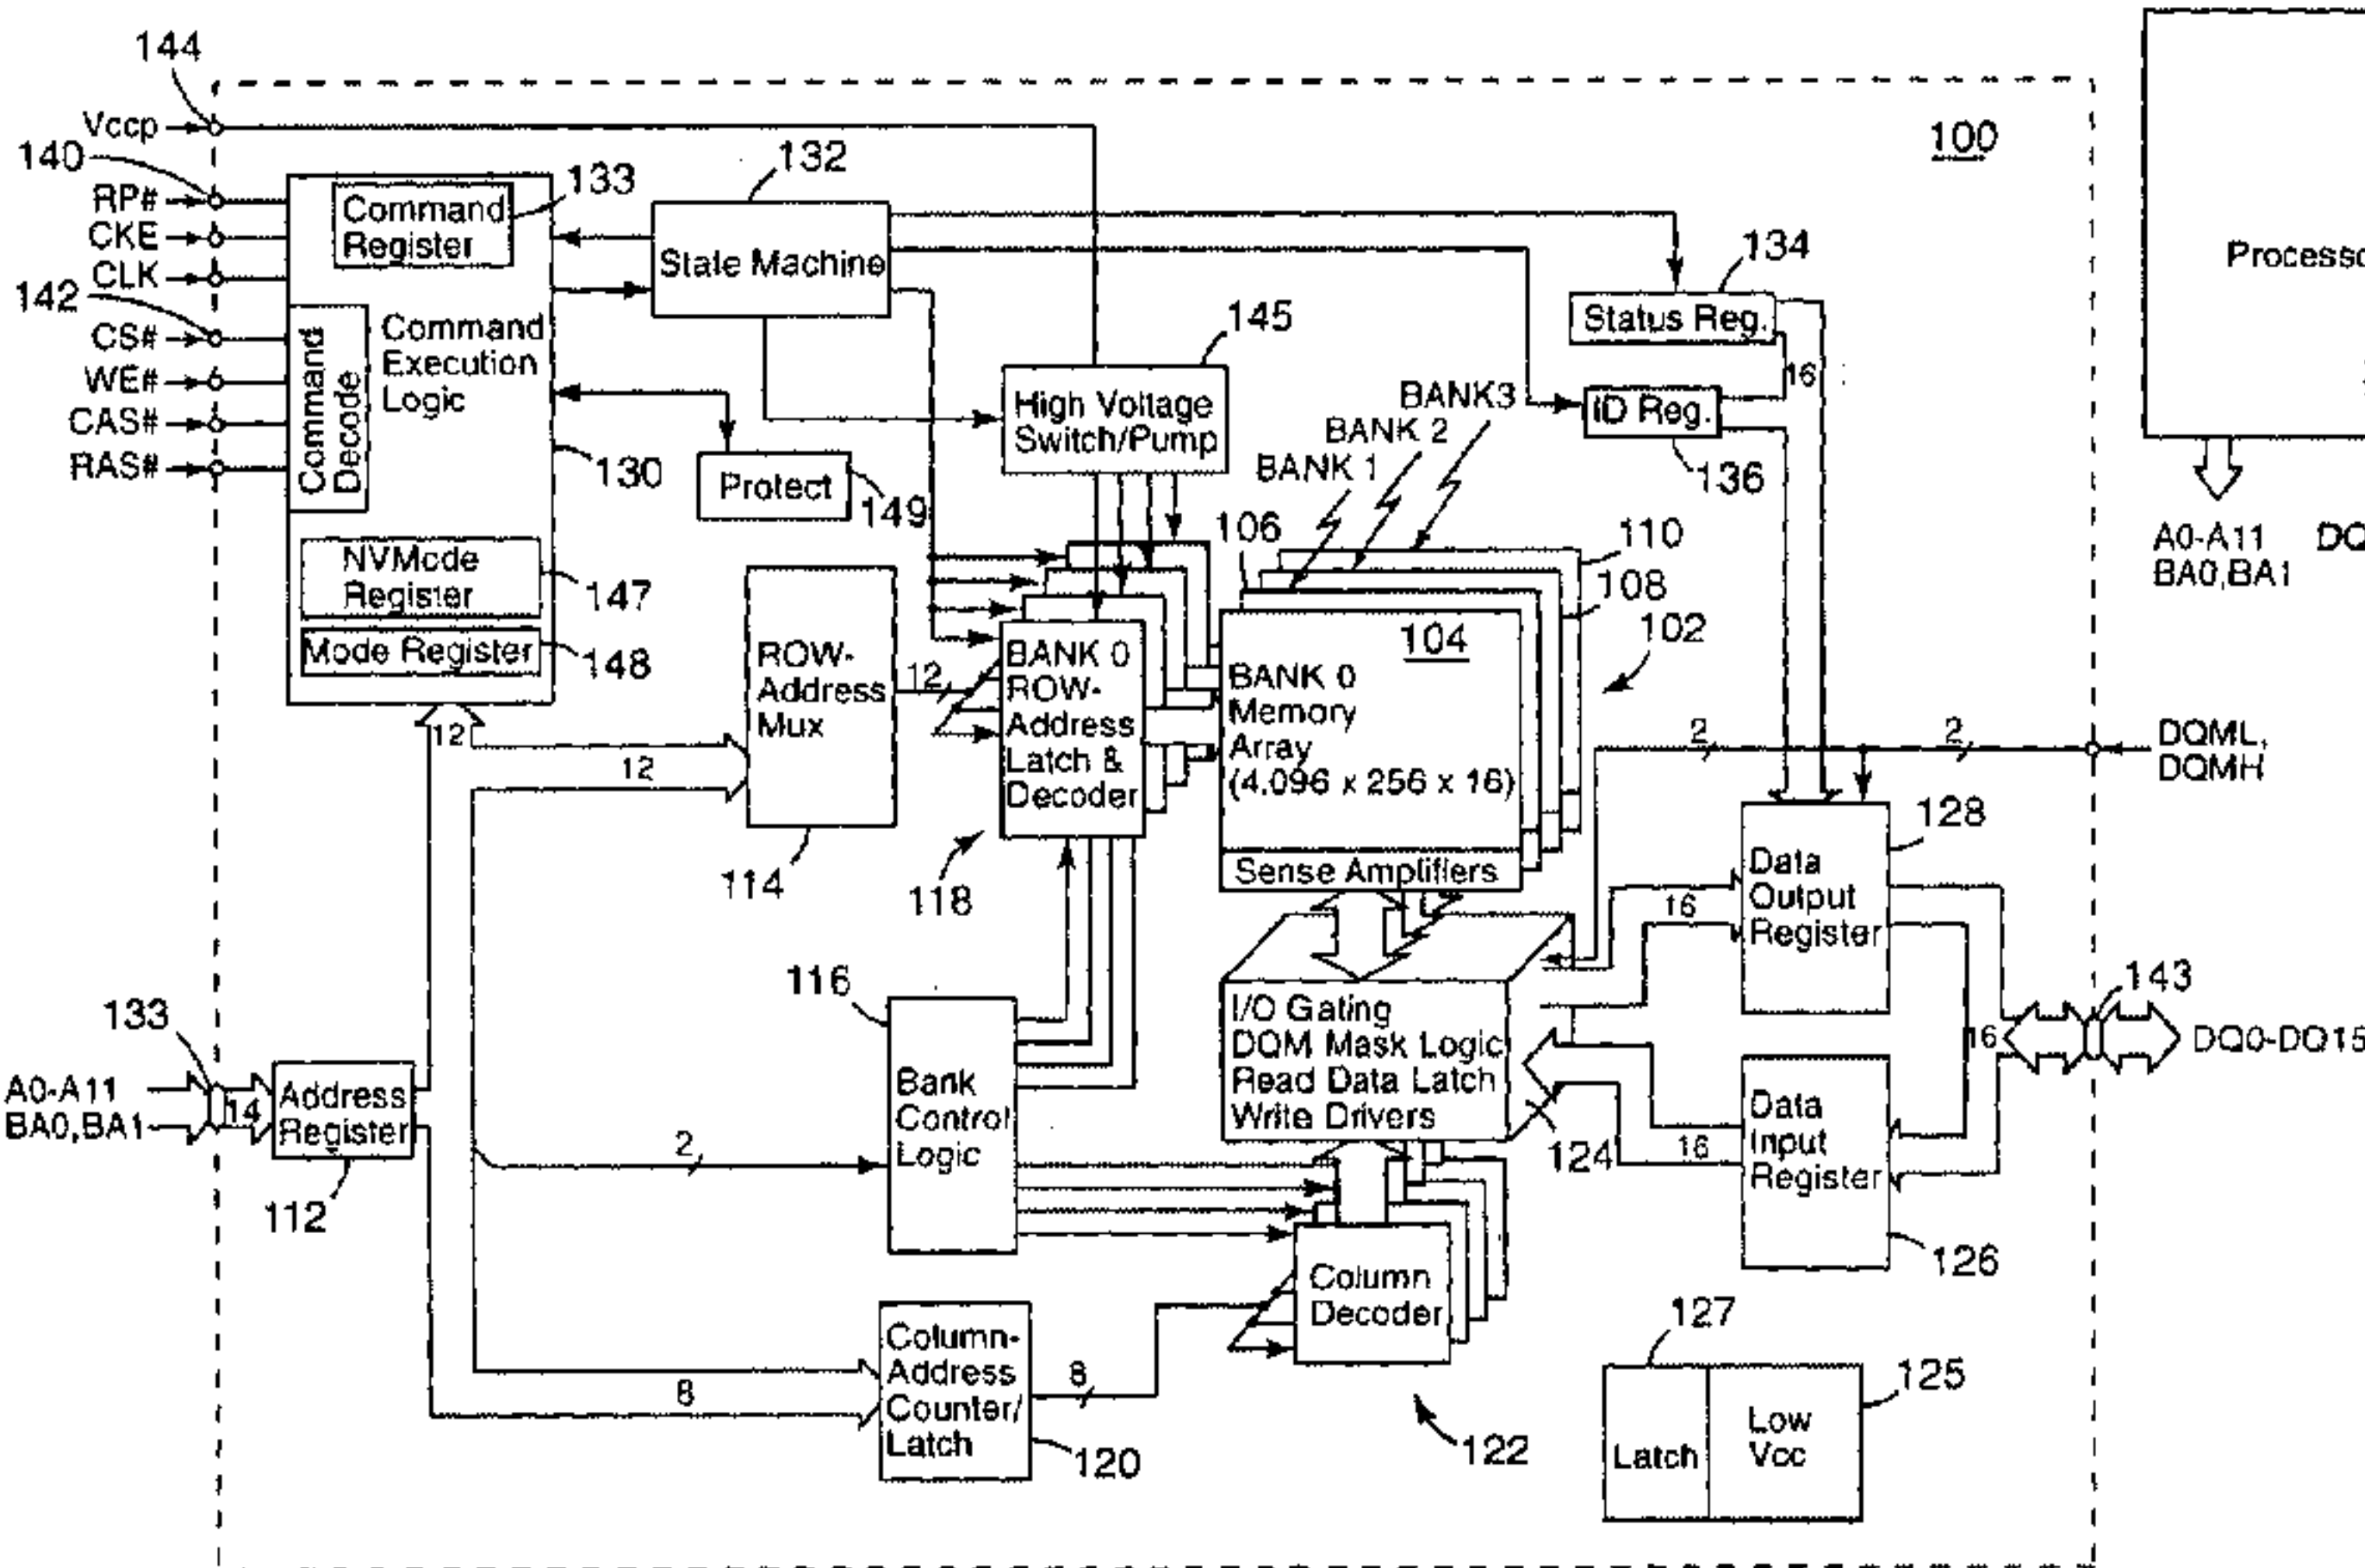 144
Vccp
140
RP#
CKE
CLK
142
CS#
WE#
CAS#
RAS#
Command
Register
133
Command
Decode
Command
Execution
Logic
130
NVMode
Register
147
Mode Register
148
132
State Machine
Protect
149
145
High Voltage
Switch/Pump
100
134
Status Reg.
16
ID Reg.
136
BANK3
BANK 2
BANK 1
106
110
108
102
104
BANK 0
Memory
Array
(4.096 x 256 x 16)
Sense Amplifiers
12
12
ROW-
Address
Mux
114
12
BANK 0
ROW-
Address
Latch &
Decoder
118
2
2
DQML,
DQMH
128
Data
Output
Register
16
143
16
DQ0-DQ15
I/O Gating
DQM Mask Logic
Read Data Latch
Write Drivers
124
Data
Input
Register
16
126
133
A0-A11
BA0,BA1
14
Address
Register
112
116
Bank
Control
Logic
2
Column-
Address
Counter/
Latch
8
8
120
Column
Decoder
122
127
Latch
Low
Vcc
125
A0-A11
BA0,BA1